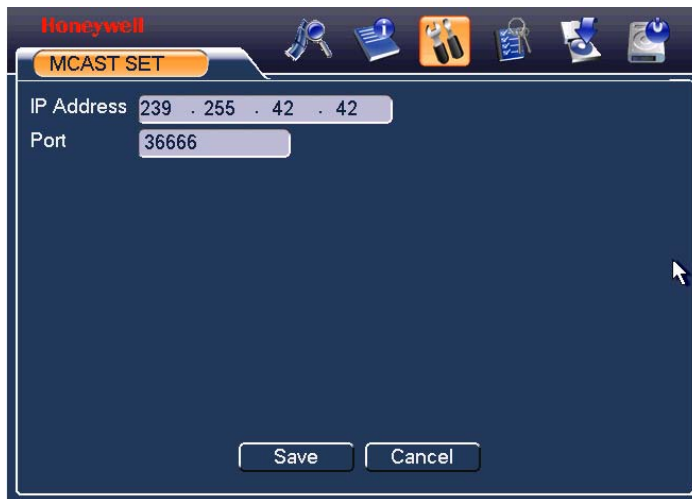 Honeywell
MCAST SET
IP Address 239 . 255 . 42 . 42
Port 36666
Save Cancel